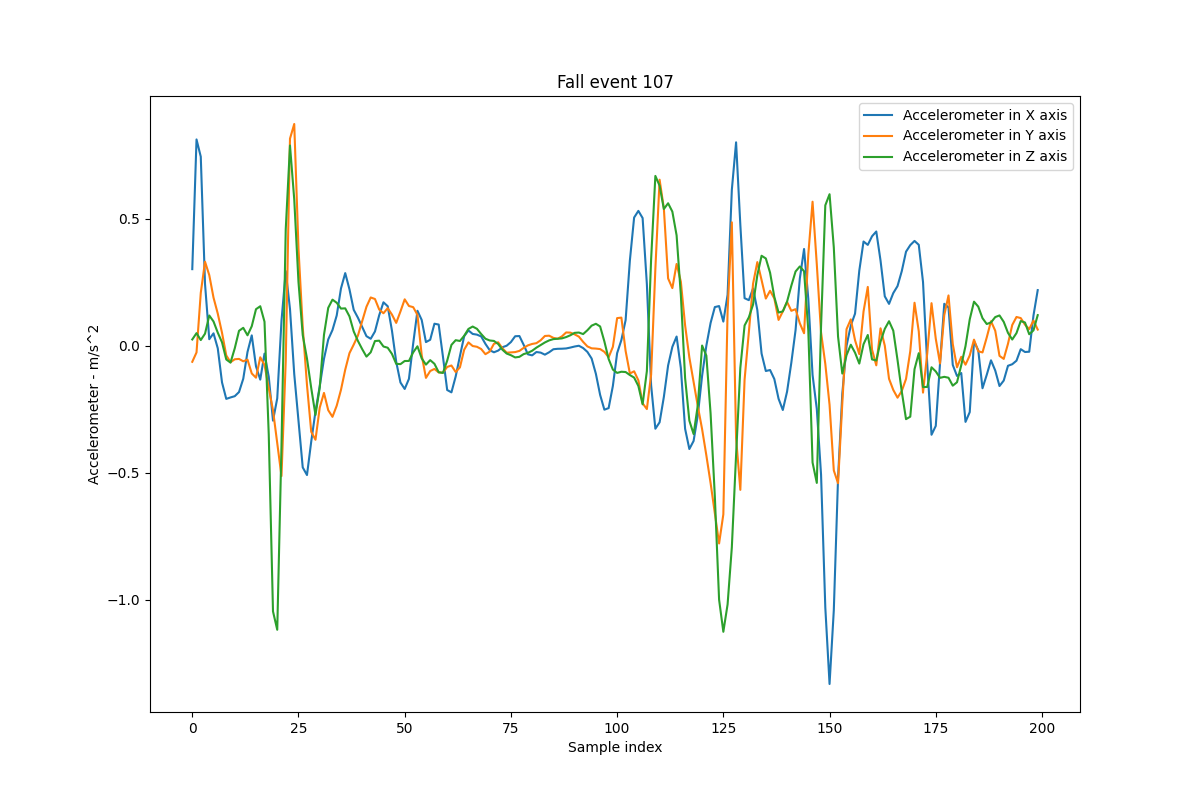 Fall event 107
Accelerometer in X axis
Accelerometer in Y axis
Accelerometer in Z axis
Accelerometer - m/s^2
0.5
0.0
−0.5
−1.0
0 25 50 75 100 125 150 175 200
Sample index